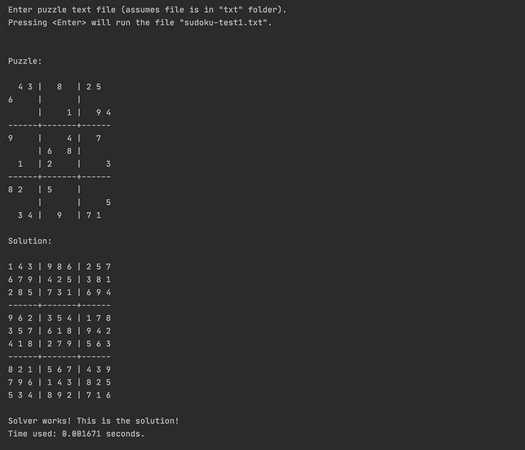 Enter puzzle text file (assumes file is in "txt" folder).
Pressing <Enter> will run the file "sudoku-test1.txt".
Puzzle:
  4 3 |   8   | 2 5
6     |       |
      |     1 |   9 4
------+-------+------
9     |     4 |   7
      | 6   8 |
  1   | 2     |     3
------+-------+------
8 2   | 5     |
      |       |     5
  3 4 |   9   | 7 1
Solution:
1 4 3 | 9 8 6 | 2 5 7
6 7 9 | 4 2 5 | 3 8 1
2 8 5 | 7 3 1 | 6 9 4
------+-------+------
9 6 2 | 3 5 4 | 1 7 8
3 5 7 | 6 1 8 | 9 4 2
4 1 8 | 2 7 9 | 5 6 3
------+-------+------
8 2 1 | 5 6 7 | 4 3 9
7 9 6 | 1 4 3 | 8 2 5
5 3 4 | 8 9 2 | 7 1 6
Solver works! This is the solution!
Time used: 0.001671 seconds.